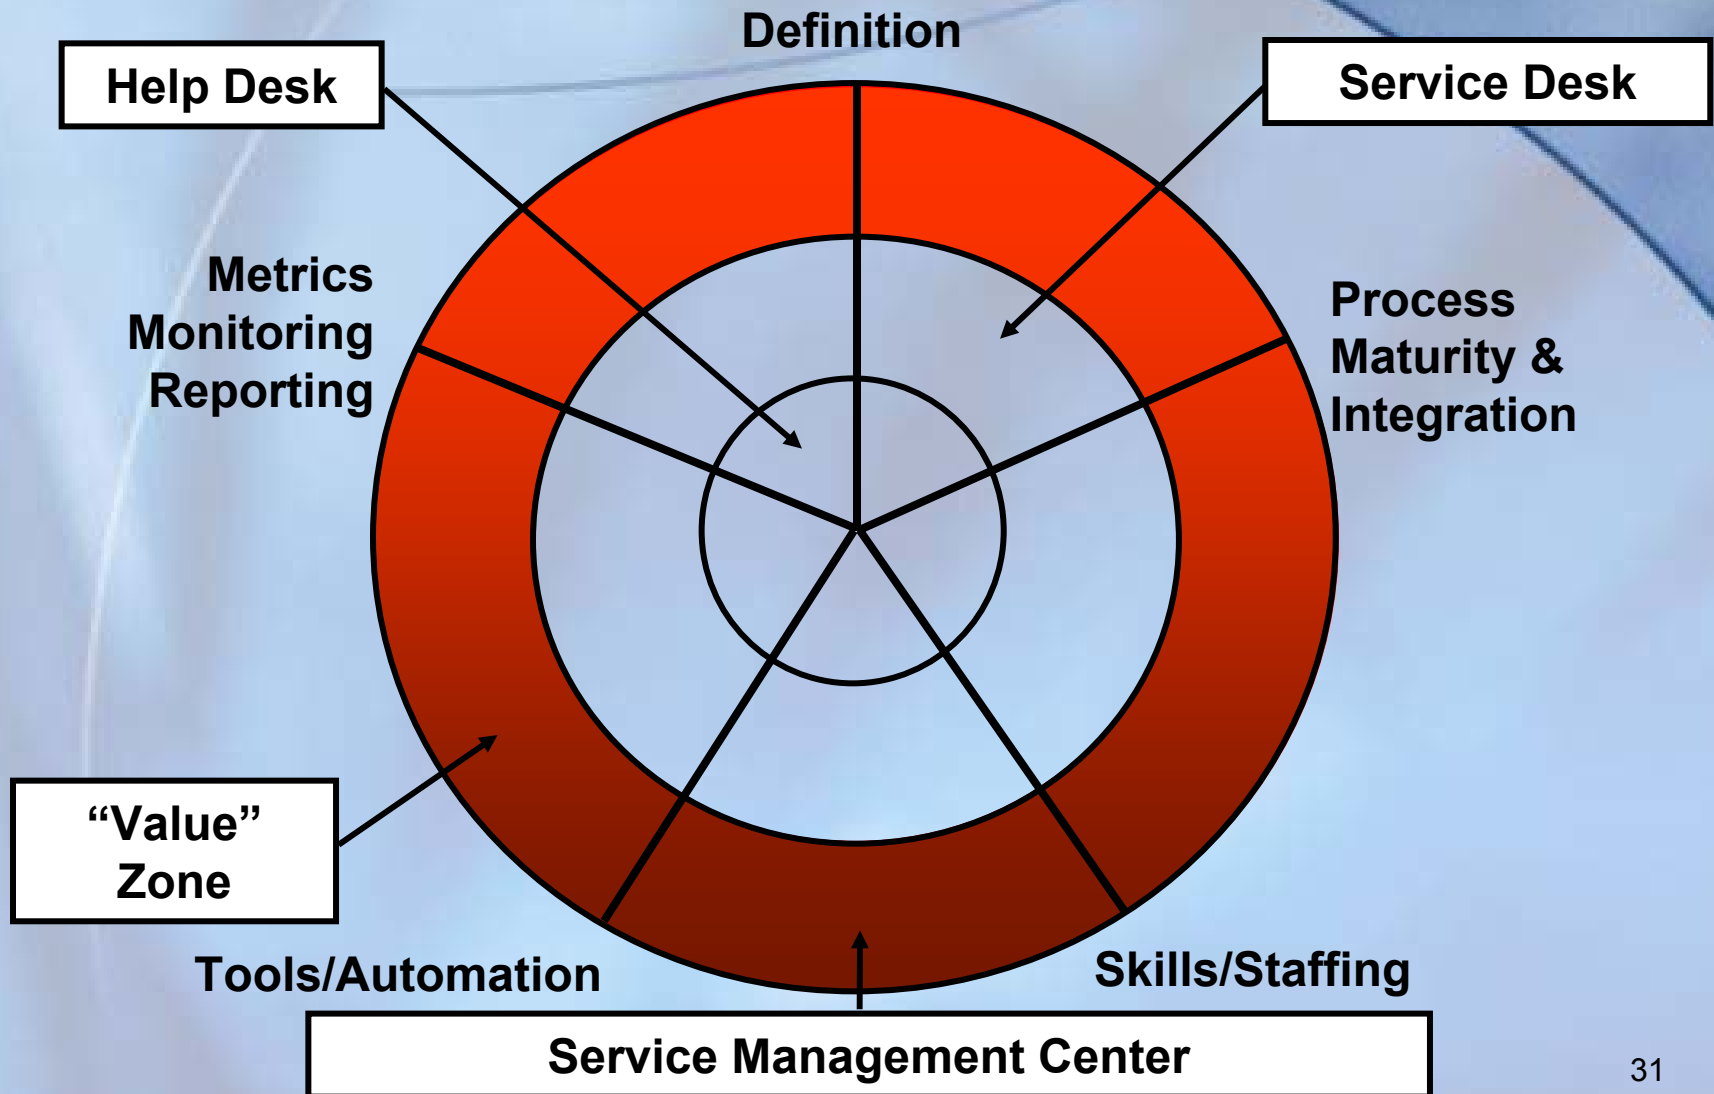 Definition
Help Desk
Service Desk
Metrics
Monitoring
Reporting
Process
Maturity &
Integration
“Value”
Zone
Tools/Automation
Skills/Staffing
Service Management Center
31